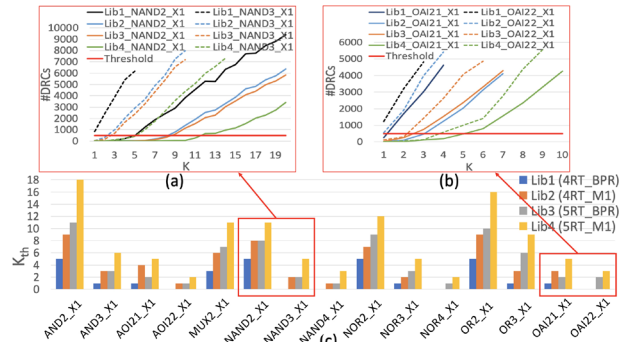 Lib1_NAND2_X1 Lib1_NAND3_X1
Lib2_NAND2_X1 Lib2_NAND3_X1
Lib3_NAND2_X1 Lib3_NAND3_X1
Lib4_NAND2_X1 Lib4_NAND3_X1
Threshold
#DRCs
10000
9000
8000
7000
6000
5000
4000
3000
2000
1000
0
1 3 5 7 9 11 13 15 17 19
K
(a)
Lib1_OAI21_X1 Lib1_OAI22_X1
Lib2_OAI21_X1 Lib2_OAI22_X1
Lib3_OAI21_X1 Lib3_OAI22_X1
Lib4_OAI21_X1 Lib4_OAI22_X1
Threshold
#DRCs
6000
5000
4000
3000
2000
1000
0
1 2 3 4 5 6 7 8 9 10
K
(b)
Lib1 (4RT_BPR)
Lib2 (4RT_M1)
Lib3 (5RT_BPR)
Lib4 (5RT_M1)
Kth
18
16
14
12
10
8
6
4
2
0
AND2_X1 AND3_X1 AOI21_X1 AOI22_X1 MUX2_X1 NAND2_X1 NAND3_X1 NAND4_X1 NOR2_X1 NOR3_X1 NOR4_X1 OR2_X1 OR3_X1 OAI21_X1 OAI22_X1
(c)